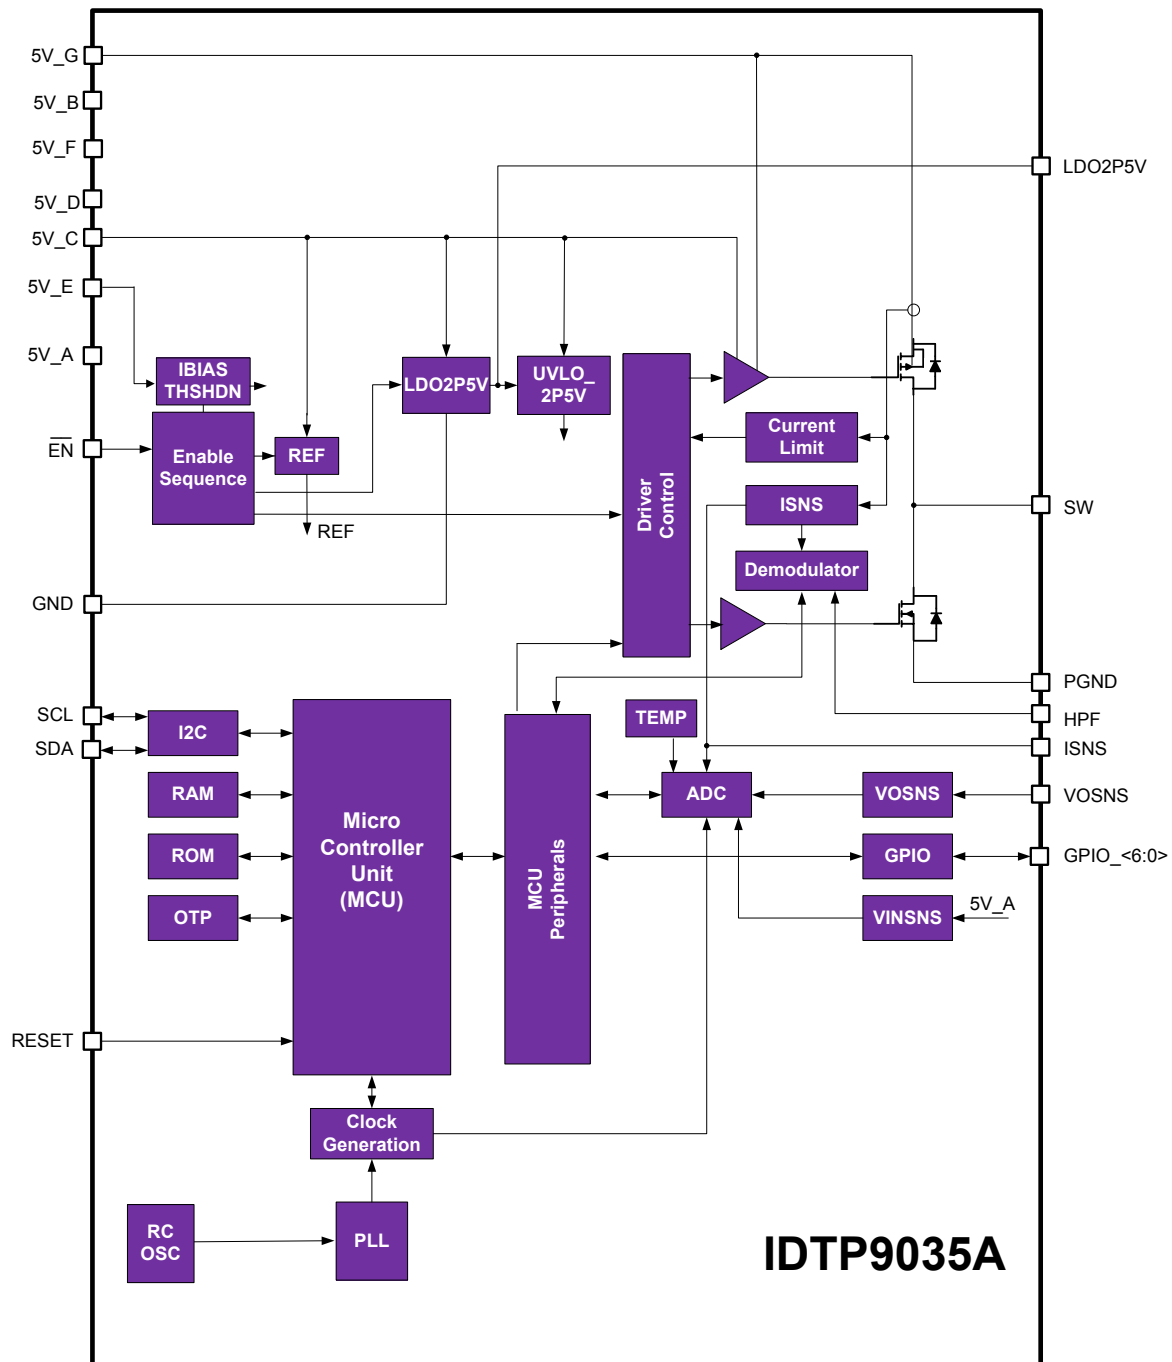 5V_G
5V_B
5V_F
5V_D
5V_C
5V_E
5V_A
EN
GND
SCL
SDA
RESET
IBIAS
THSHDN
Enable
Sequence
REF
REF
LDO2P5V
UVLO_
2P5V
Driver
Control
Current
Limit
ISNS
Demodulator
LDO2P5V
SW
PGND
HPF
ISNS
VOSNS
GPIO_<6:0>
I2C
RAM
ROM
OTP
Micro
Controller
Unit
(MCU)
MCU
Peripherals
TEMP
ADC
VOSNS
GPIO
VINSNS
5V_A
Clock
Generation
RC
OSC
PLL
IDTP9035A